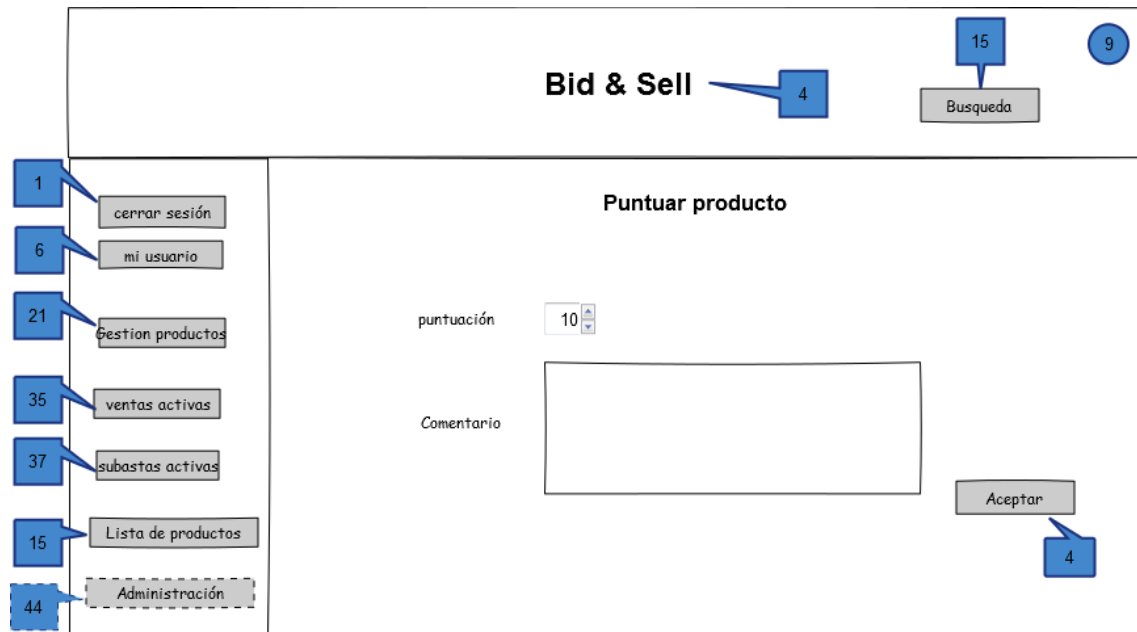 15
9
Bid & Sell
4
Busqueda
1
cerrar sesión
Puntuar producto
6
mi usuario
21
Gestion productos
puntuación
10
35
ventas activas
Comentario
37
subastas activas
Aceptar
15
Lista de productos
4
44
Administración